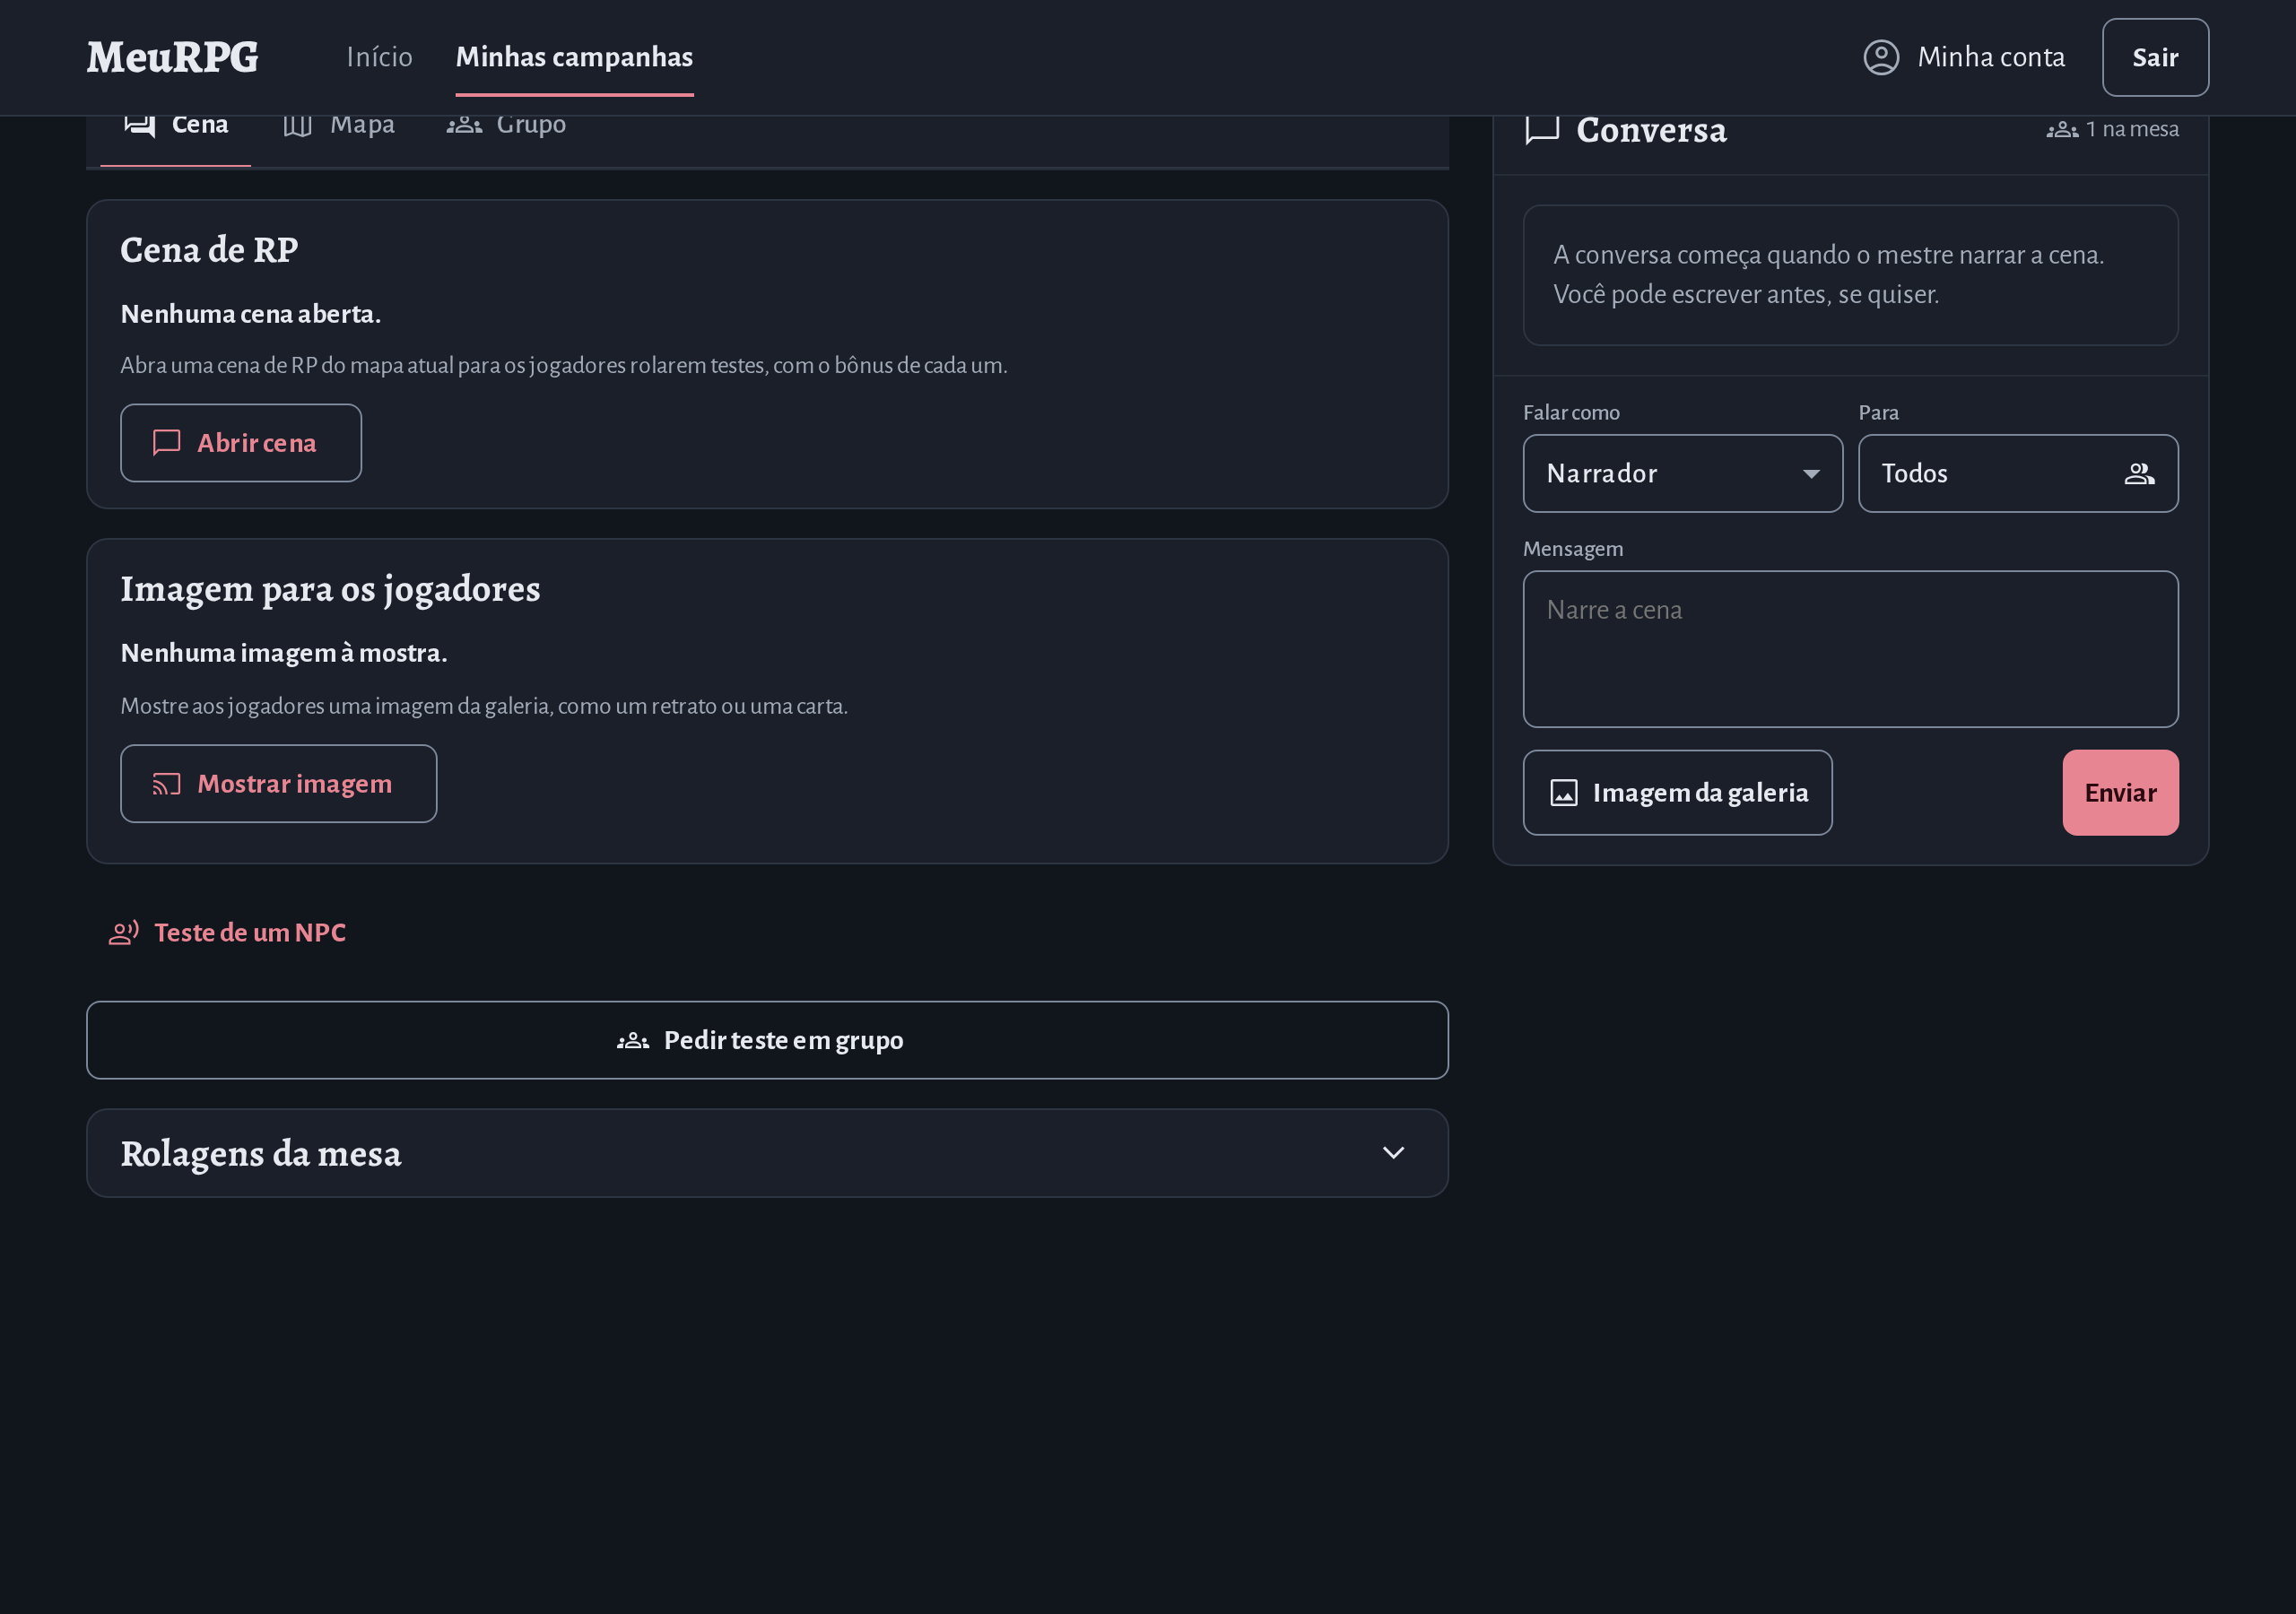 MeuRPG
Início
Minhas campanhas
Minha conta
Sair
Cena
Mapa
Grupo
Cena de RP
Nenhuma cena aberta.
Abra uma cena de RP do mapa atual para os jogadores rolarem testes, com o bônus de cada um.
Abrir cena
Imagem para os jogadores
Nenhuma imagem à mostra.
Mostre aos jogadores uma imagem da galeria, como um retrato ou uma carta.
Mostrar imagem
Teste de um NPC
Pedir teste em grupo
Rolagens da mesa
Conversa
1 na mesa
A conversa começa quando o mestre narrar a cena.
Você pode escrever antes, se quiser.
Falar como
Para
Narrador
Todos
Mensagem
Narre a cena
Imagem da galeria
Enviar